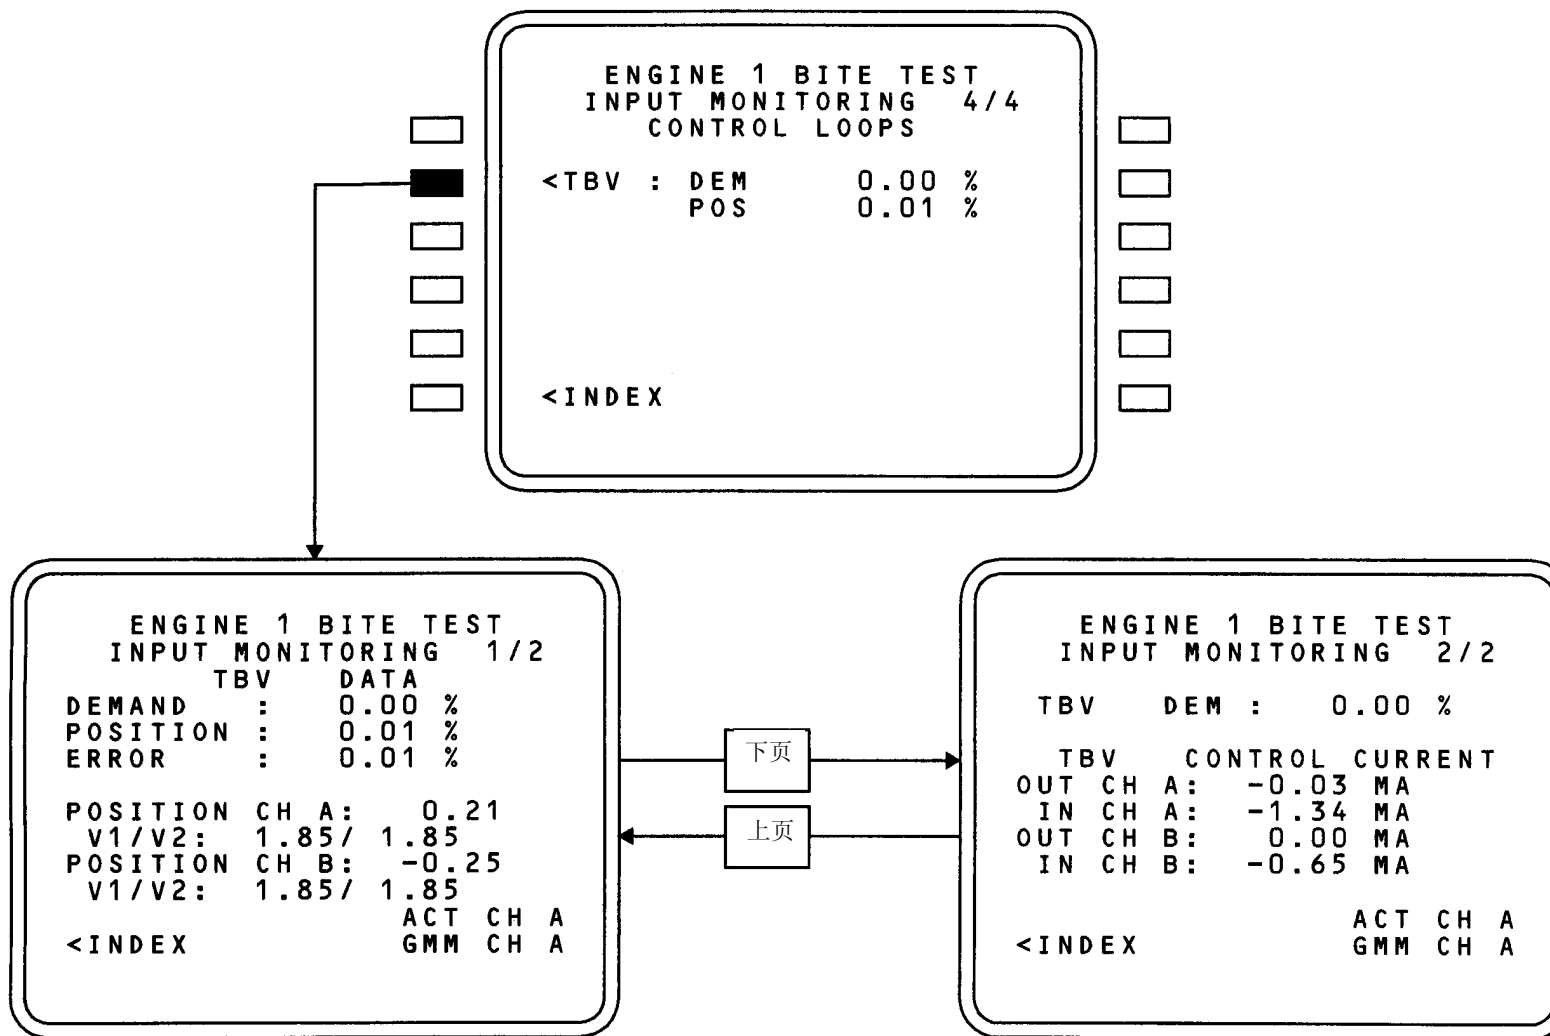 ENGINE 1 BITE TEST
INPUT MONITORING 4/4
CONTROL LOOPS
<TBV : DEM 0.00 %
POS 0.01 %
<INDEX
ENGINE 1 BITE TEST
INPUT MONITORING 1/2
TBV DATA
DEMAND : 0.00 %
POSITION : 0.01 %
ERROR : 0.01 %
POSITION CH A: 0.21
V1/V2: 1.85/ 1.85
POSITION CH B: -0.25
V1/V2: 1.85/ 1.85
ACT CH A
<INDEX GMM CH A
下页
上页
ENGINE 1 BITE TEST
INPUT MONITORING 2/2
TBV DEM : 0.00 %
TBV CONTROL CURRENT
OUT CH A: -0.03 MA
IN CH A: -1.34 MA
OUT CH B: 0.00 MA
IN CH B: -0.65 MA
ACT CH A
<INDEX GMM CH A